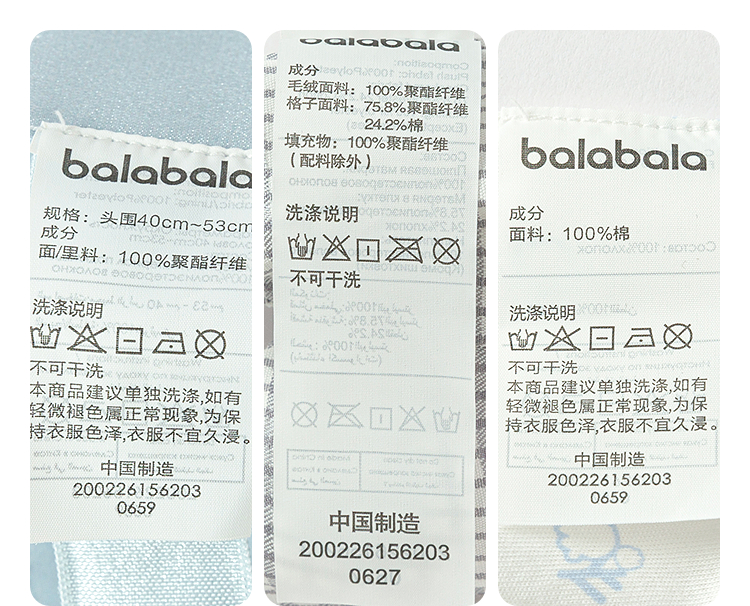 balabala
规格：头围40cm~53cm
成分
面/里料：100%聚酯纤维
洗涤说明
不可干洗
本商品建议单独洗涤,如有
轻微褪色属正常现象,为保
持衣服色泽,衣服不宜久浸。
中国制造
200226156203
0659
balabala
成分
毛绒面料：100%聚酯纤维
格子面料：75.8%聚酯纤维
24.2%棉
填充物：100%聚酯纤维
（配料除外）
洗涤说明
不可干洗
中国制造
200226156203
0627
balabala
成分
面料：100%棉
洗涤说明
不可干洗
本商品建议单独洗涤,如有
轻微褪色属正常现象,为保
持衣服色泽,衣服不宜久浸。
中国制造
200226156203
0659